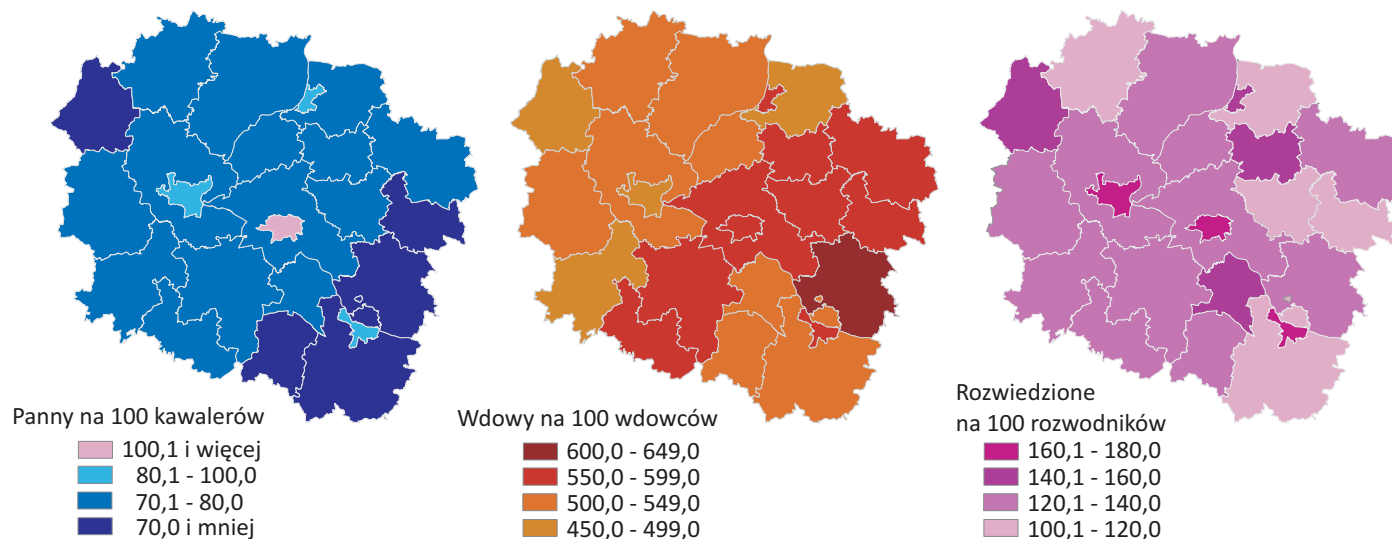 Panny na 100 kawalerów
100,1 i więcej
80,1 - 100,0
70,1 - 80,0
70,0 i mniej
Wdowy na 100 wdowców
600,0 - 649,0
550,0 - 599,0
500,0 - 549,0
450,0 - 499,0
Rozwiedzione
na 100 rozwodników
160,1 - 180,0
140,1 - 160,0
120,1 - 140,0
100,1 - 120,0